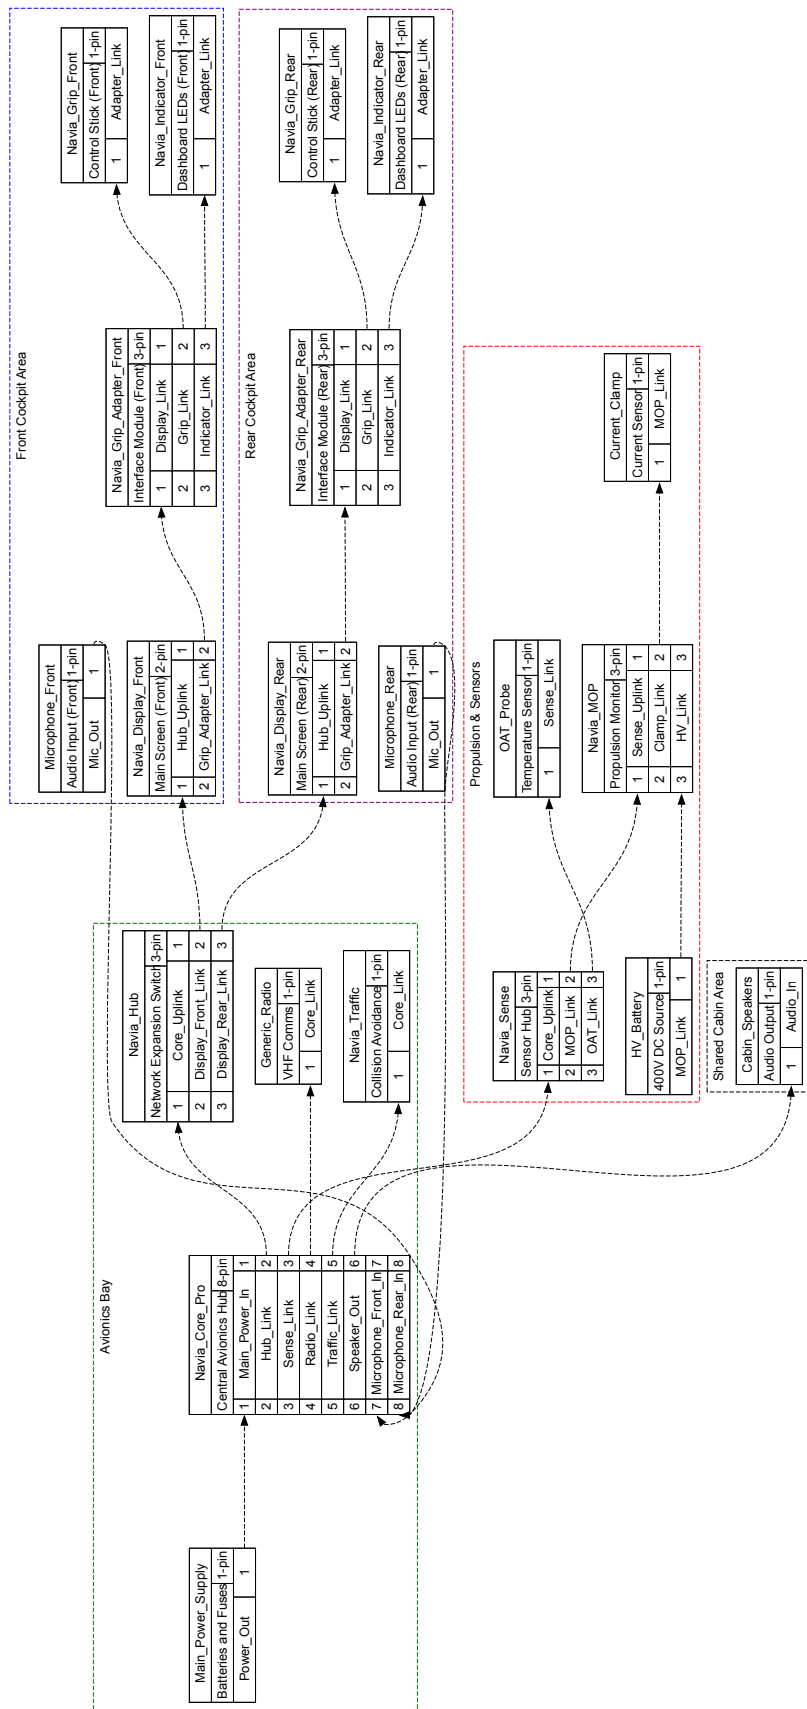 Front Cockpit Area
Navia_Grip_Front
Control Stick (Front) 1-pin
1 Adapter_Link
Navia_Indicator_Front
Dashboard LEDs (Front) 1-pin
1 Adapter_Link
Navia_Grip_Adapter_Front
Interface Module (Front) 3-pin
1 Display_Link 1
2 Grip_Link 2
3 Indicator_Link 3
Microphone_Front
Audio Input (Front) 1-pin
Mic_Out 1
Navia_Display_Front
Main Screen (Front) 2-pin
1 Hub_Uplink 1
2 Grip_Adapter_Link 2
Rear Cockpit Area
Navia_Grip_Rear
Control Stick (Rear) 1-pin
1 Adapter_Link
Navia_Indicator_Rear
Dashboard LEDs (Rear) 1-pin
1 Adapter_Link
Navia_Grip_Adapter_Rear
Interface Module (Rear) 3-pin
1 Display_Link 1
2 Grip_Link 2
3 Indicator_Link 3
Navia_Display_Rear
Main Screen (Rear) 2-pin
1 Hub_Uplink 1
2 Grip_Adapter_Link 2
Microphone_Rear
Audio Input (Rear) 1-pin
Mic_Out 1
Propulsion & Sensors
Current_Clamp
Current Sensor 1-pin
1 MOP_Link
OAT_Probe
Temperature Sensor 1-pin
1 Sense_Link
Navia_MOP
Propulsion Monitor 3-pin
1 Sense_Uplink 1
2 Clamp_Link 2
3 HV_Link 3
Navia_Sense
Sensor Hub 3-pin
1 Core_Uplink 1
2 MOP_Link 2
3 OAT_Link 3
HV_Battery
400V DC Source 1-pin
MOP_Link 1
Shared Cabin Area
Cabin_Speakers
Audio Output 1-pin
1 Audio_In
Avionics Bay
Navia_Hub
Network Expansion Switch 3-pin
1 Core_Uplink 1
2 Display_Front_Link 2
3 Display_Rear_Link 3
Generic_Radio
VHF Comms 1-pin
1 Core_Link
Navia_Traffic
Collision Avoidance 1-pin
1 Core_Link
Navia_Core_Pro
Central Avionics Hub 8-pin
1 Main_Power_In 1
2 Hub_Link 2
3 Sense_Link 3
4 Radio_Link 4
5 Traffic_Link 5
6 Speaker_Out 6
7 Microphone_Front_In 7
8 Microphone_Rear_In 8
Main_Power_Supply
Batteries and Fuses 1-pin
Power_Out 1